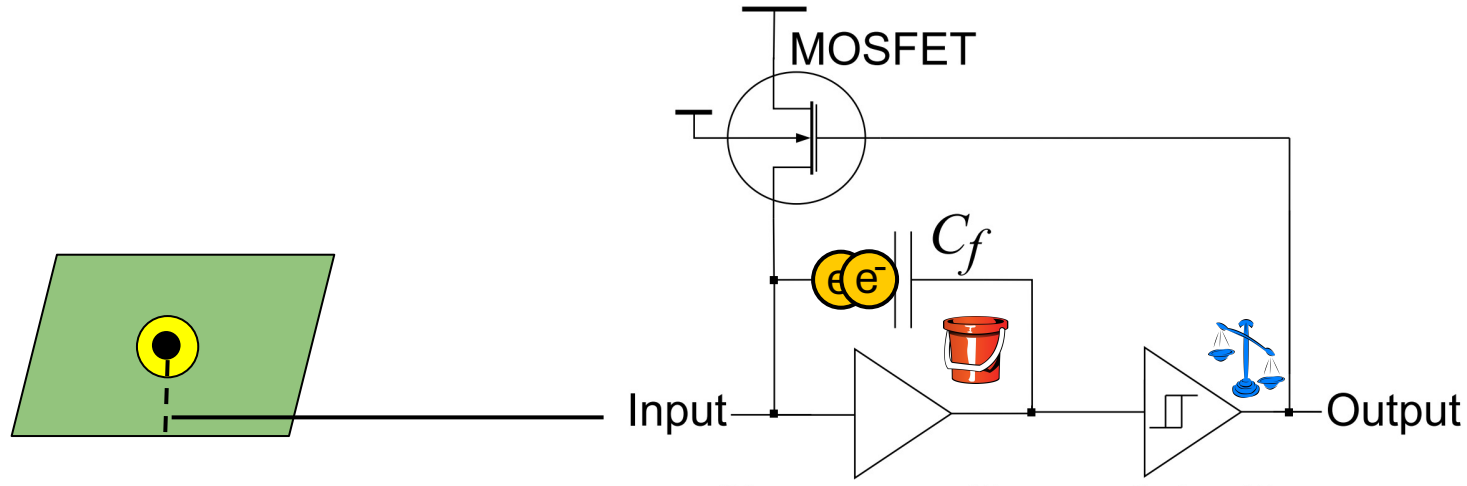 MOSFET
C_f
e e⁻
Input
Output